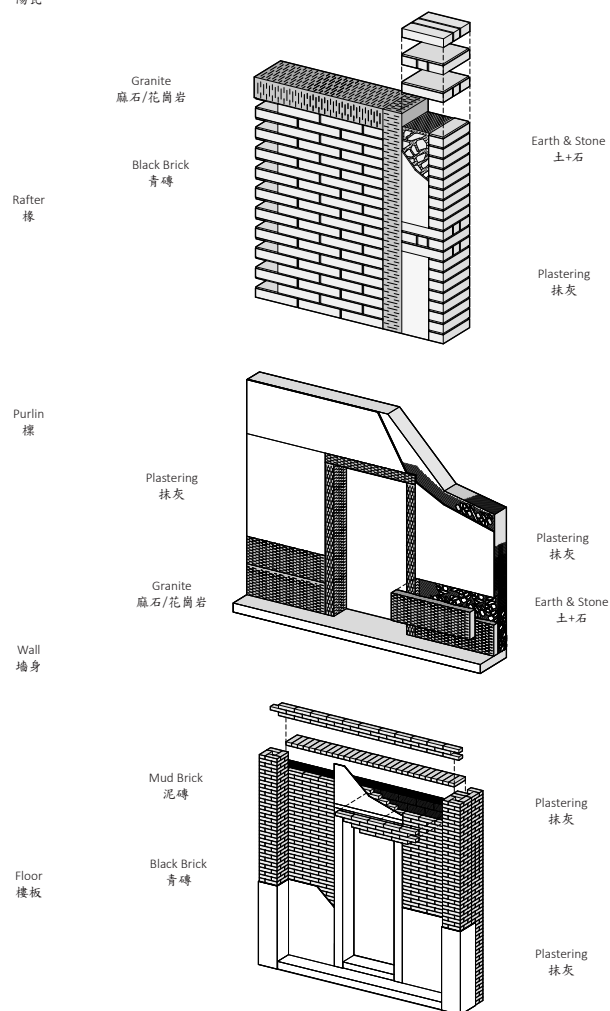 陽瓦
Granite
麻石/花崗岩
Earth & Stone
土+石
Black Brick
青磚
Rafter
椽
Plastering
抹灰
Purlin
檁
Plastering
抹灰
Plastering
抹灰
Granite
麻石/花崗岩
Earth & Stone
土+石
Wall
墻身
Mud Brick
泥磚
Plastering
抹灰
Black Brick
青磚
Floor
樓板
Plastering
抹灰